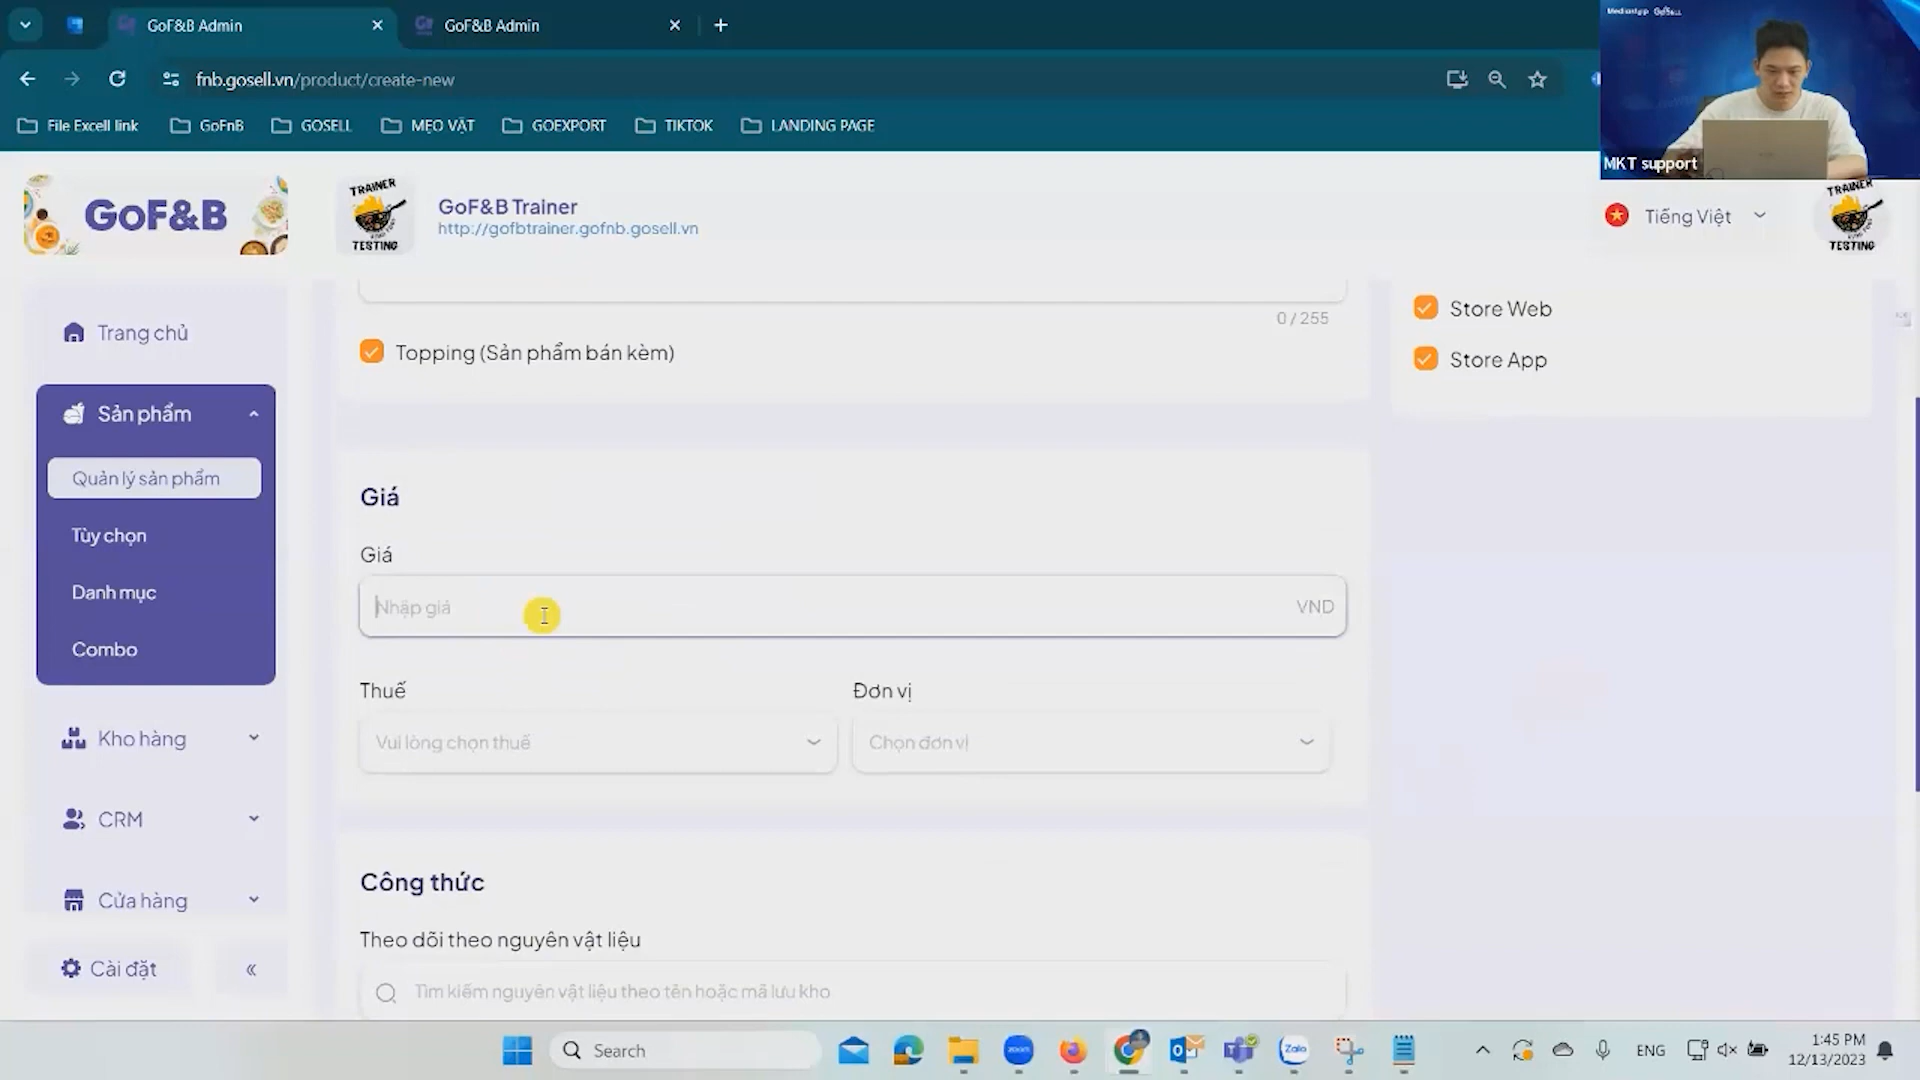 GoF&B Admin
GoF&B Admin
fnb.gosell.vn/product/create-new
File Excell link
GoFnB
GOSELL
MẸO VẶT
GOEXPORT
TIKTOK
LANDING PAGE
MKT support
GoF&B
TRAINER
TESTING
GoF&B Trainer
http://gofbtrainer.gofnb.gosell.vn
Tiếng Việt
TRAINER
TESTING
Trang chủ
Sản phẩm
Quản lý sản phẩm
Tùy chọn
Danh mục
Combo
Kho hàng
CRM
Cửa hàng
Cài đặt
0 / 255
Topping (Sản phẩm bán kèm)
Store Web
Store App
Giá
Giá
Nhập giá
VND
Thuế
Đơn vị
Vui lòng chọn thuế
Chọn đơn vị
Công thức
Theo dõi theo nguyên vật liệu
Tìm kiếm nguyên vật liệu theo tên hoặc mã lưu kho
Search
zoom
Zalo
ENG
1:45 PM
12/13/2023